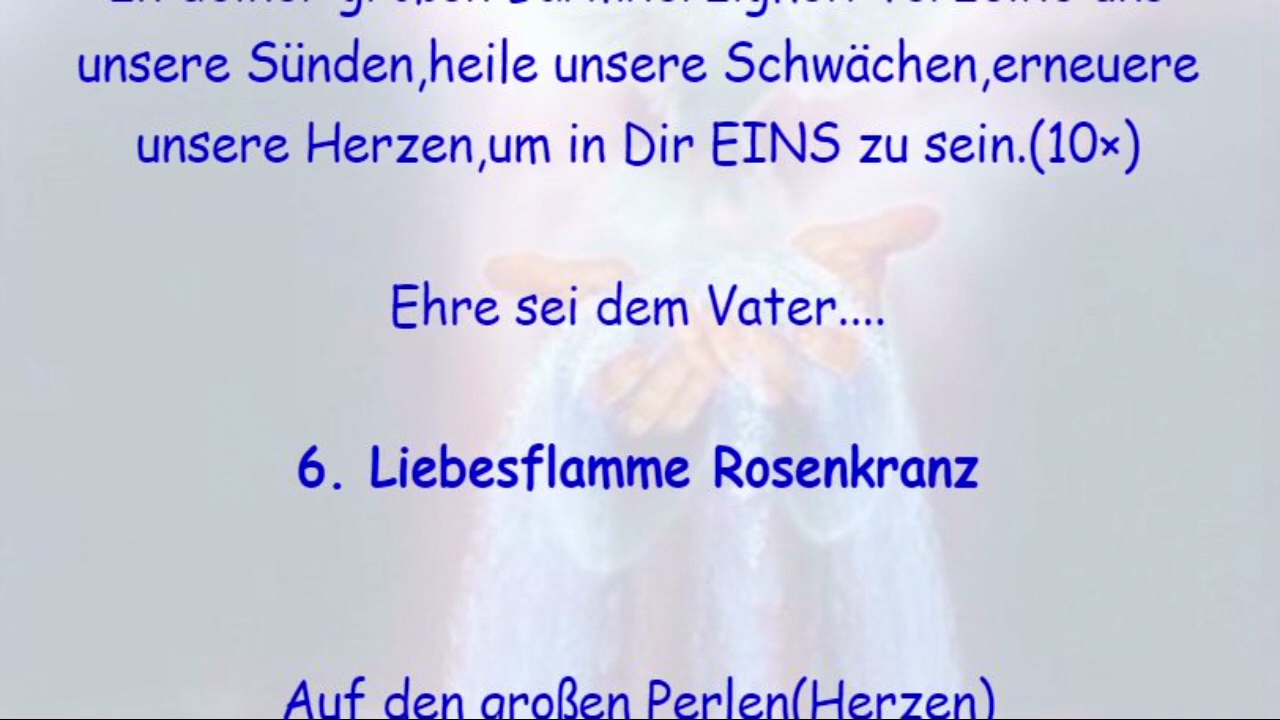 unsere Sünden,heile unsere Schwächen,erneuere
unsere Herzen,um in Dir EINS zu sein.(10×)
Ehre sei dem Vater....
6. Liebesflamme Rosenkranz
Auf den großen Perlen(Herzen)